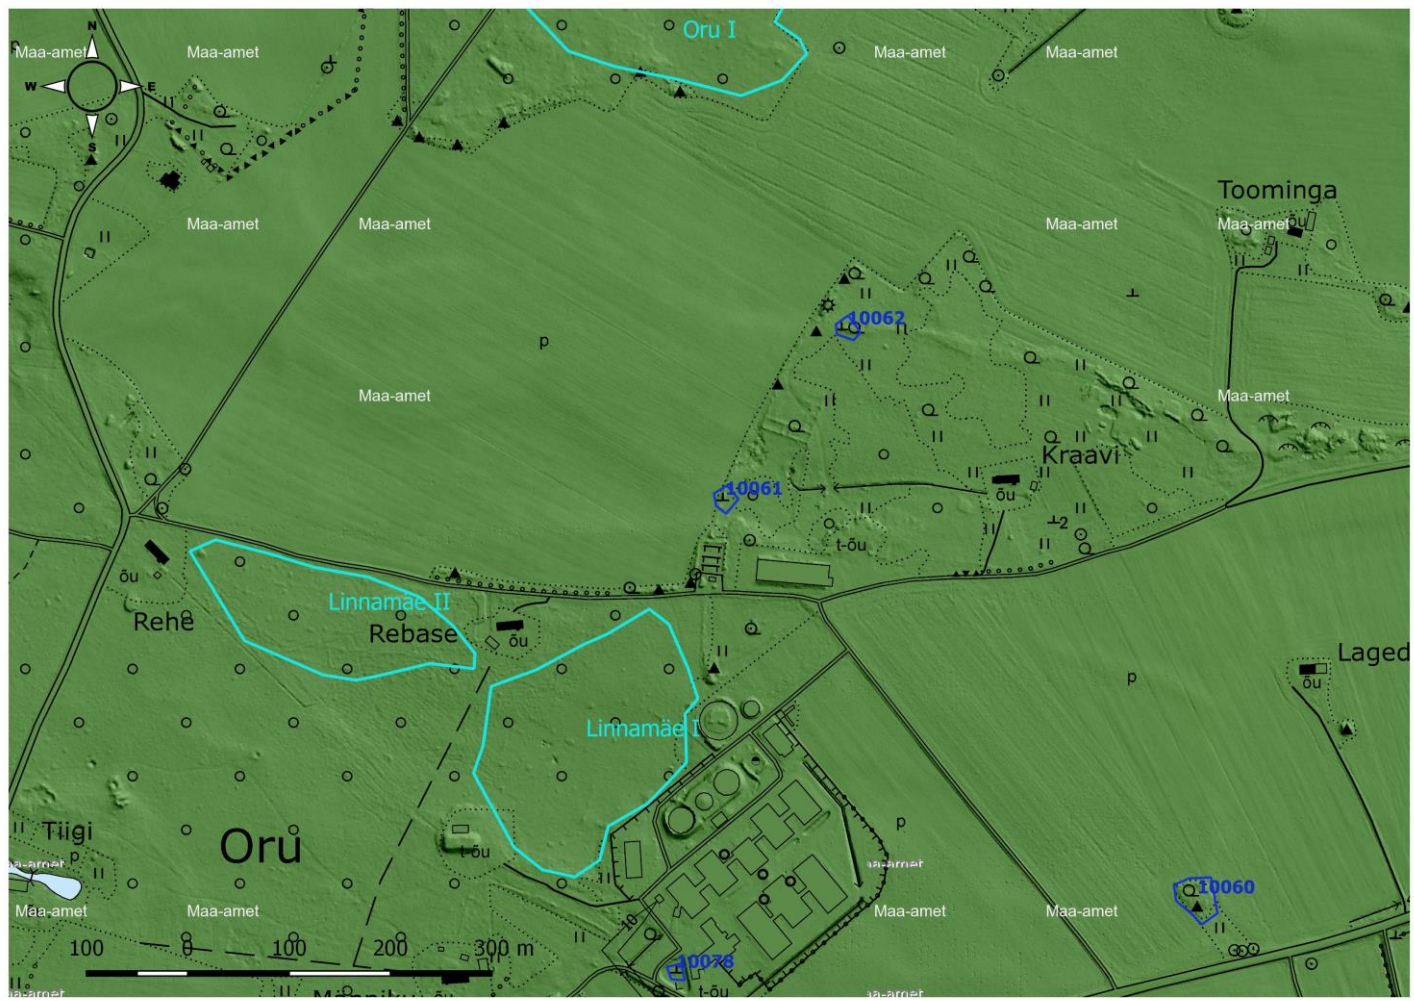 Maa-amet
Maa-amet
Oru I
Maa-amet
Maa-amet
N
W
E
S
Toominga
õu
Maa-amet
Maa-amet
Maa-amet
Maa-amet
10062
p
Maa-amet
Maa-amet
Kraavi
10061
õu
2
t-õu
õu
Linnamäe II
Rehe
Rebase
õu
Laged
p
õu
Linnamäe I
p
Tiigi
p
Oru
t-õu
10060
Maa-amet
Maa-amet
Maa-amet
Maa-amet
10
100
0
100
200
300 m
10078
õu
t-õu